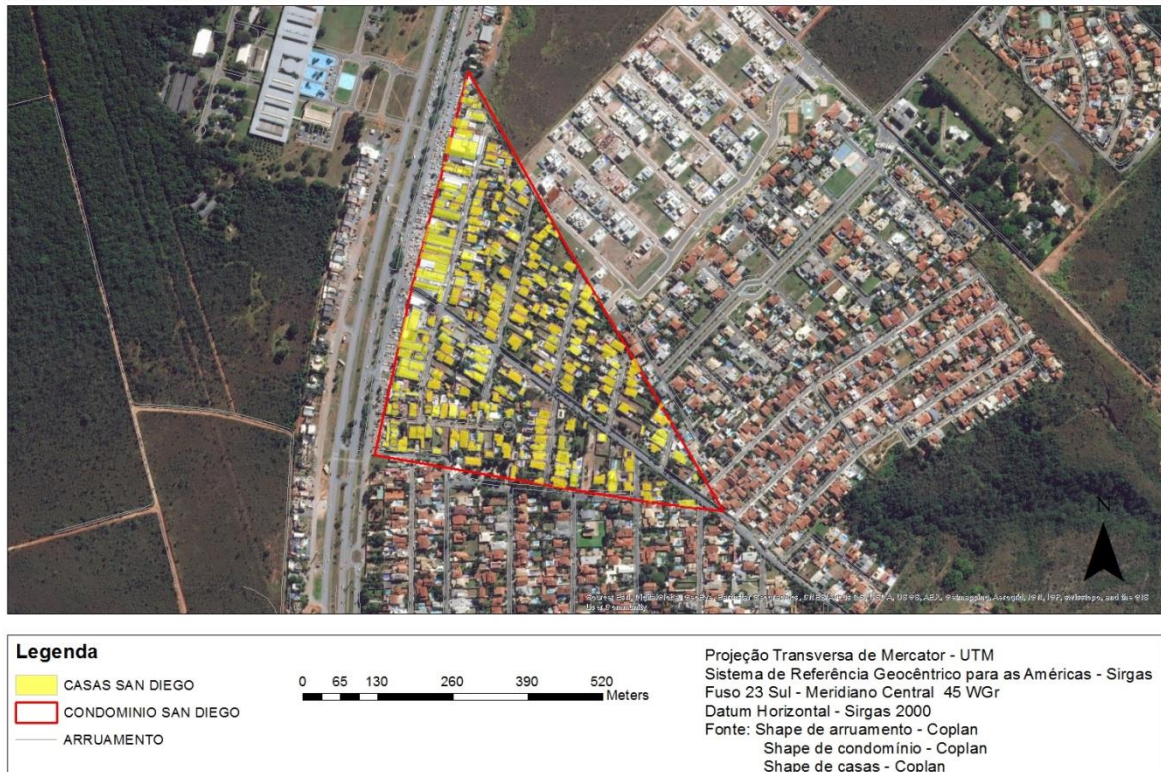 N
Legenda
CASAS SAN DIEGO
CONDOMINIO SAN DIEGO
ARRUAMENTO
0 65 130 260 390 520
Meters
Projeção Transversa de Mercator - UTM
Sistema de Referência Geocêntrico para as Américas - Sirgas
Fuso 23 Sul - Meridiano Central 45 WGr
Datum Horizontal - Sirgas 2000
Fonte: Shape de arruamento - Coplan
Shape de condomínio - Coplan
Shape de casas - Coplan